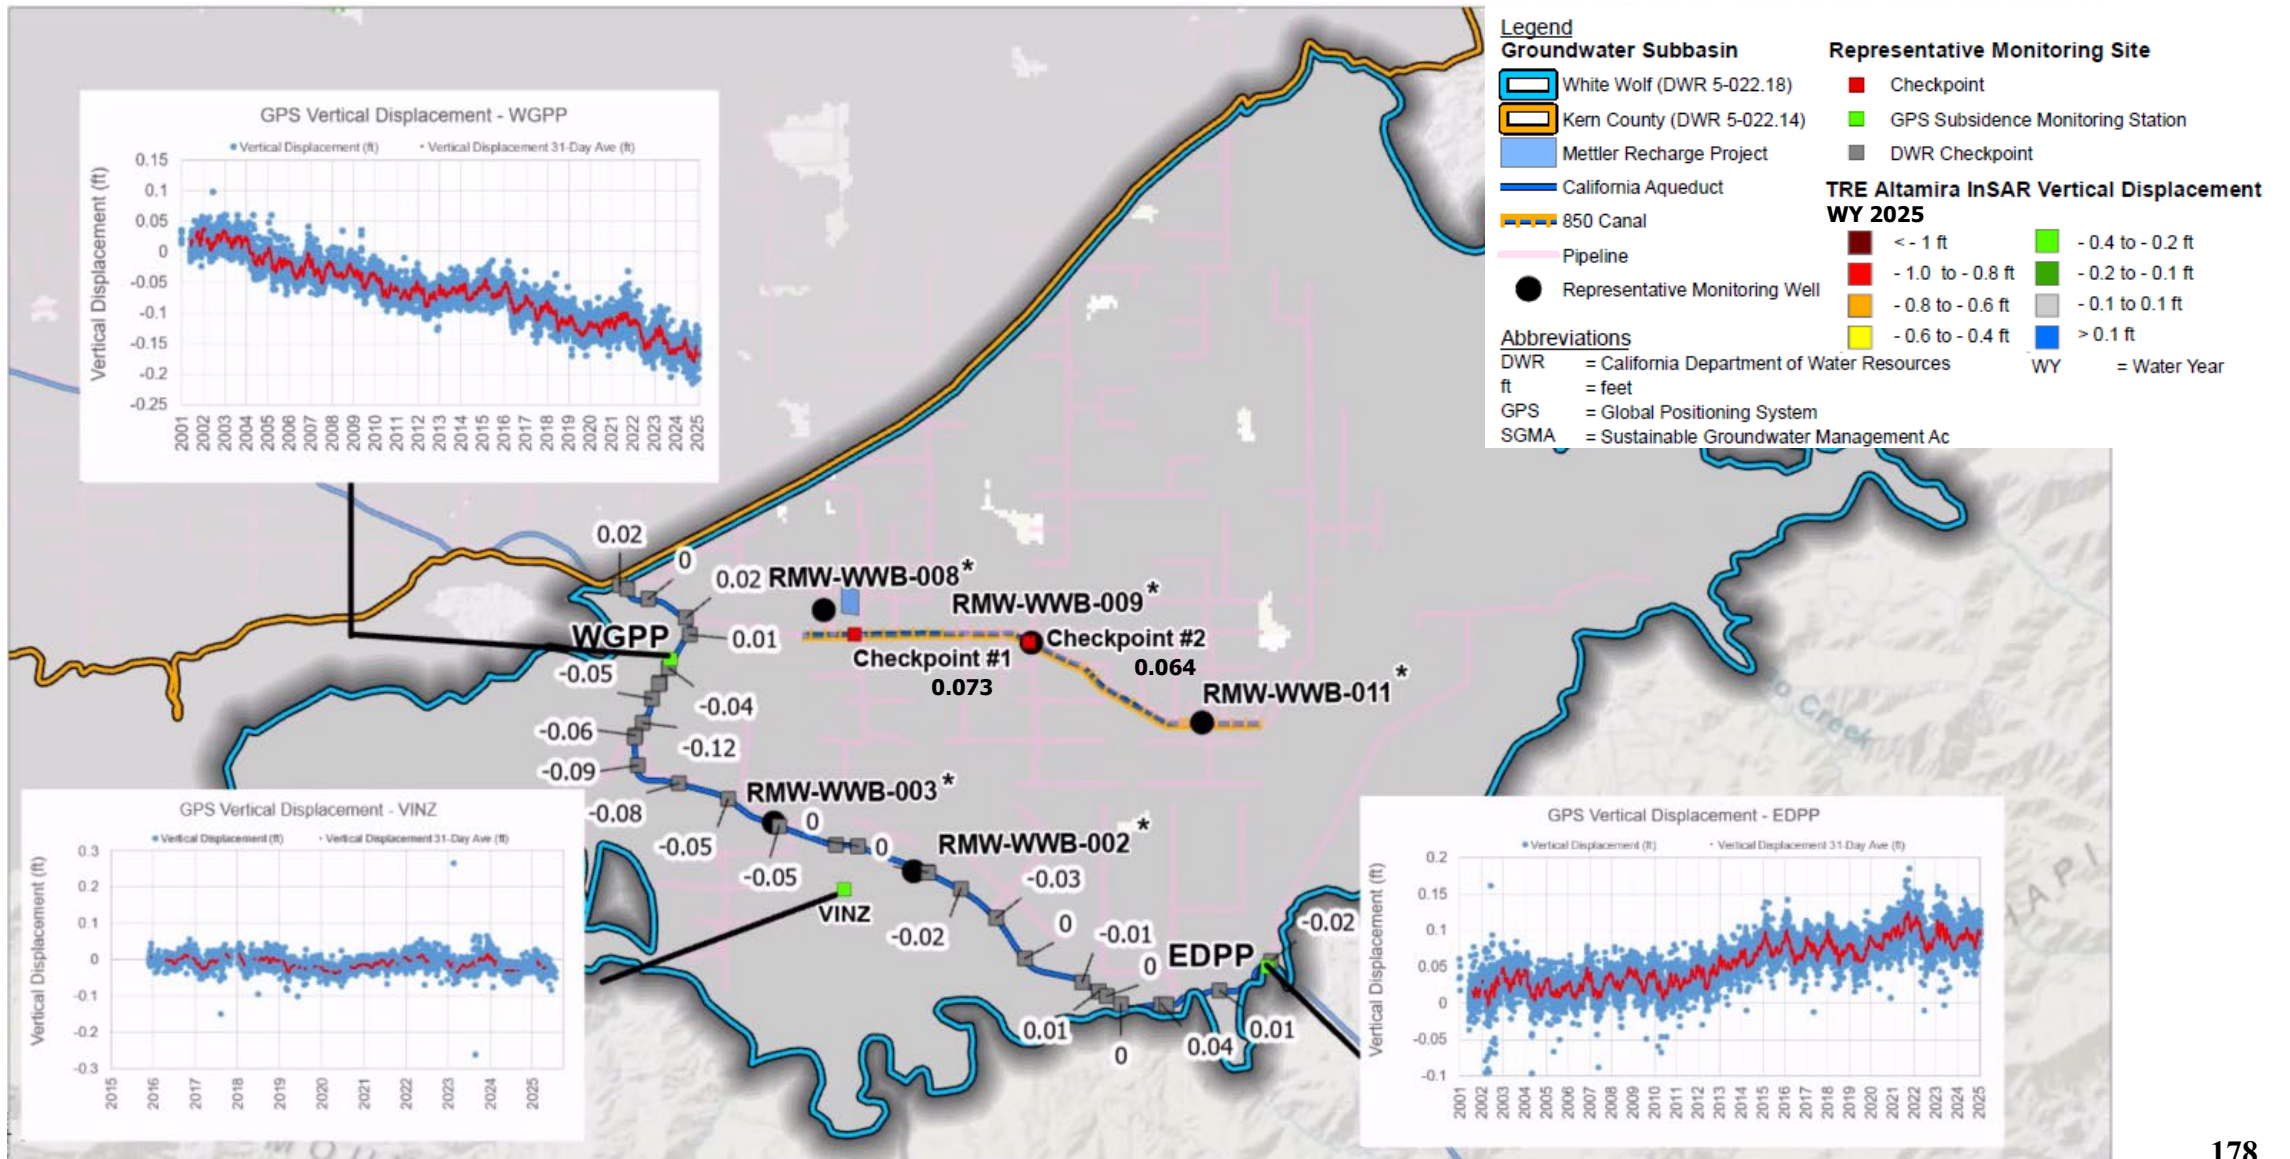 Legend
Groundwater Subbasin
White Wolf (DWR 5-022.18)
Kern County (DWR 5-022.14)
Mettler Recharge Project
California Aqueduct
850 Canal
Pipeline
Representative Monitoring Well
Representative Monitoring Site
Checkpoint
GPS Subsidence Monitoring Station
DWR Checkpoint
TRE Altamira InSAR Vertical Displacement
WY 2025
< - 1 ft
- 1.0 to - 0.8 ft
- 0.8 to - 0.6 ft
- 0.6 to - 0.4 ft
- 0.4 to - 0.2 ft
- 0.2 to - 0.1 ft
- 0.1 to 0.1 ft
> 0.1 ft
Abbreviations
DWR = California Department of Water Resources
ft = feet
GPS = Global Positioning System
SGMA = Sustainable Groundwater Management Ac
WY = Water Year
GPS Vertical Displacement - WGPP
Vertical Displacement (ft) Vertical Displacement 31-Day Ave (ft)
Vertical Displacement (ft)
0.15
0.1
0.05
0
-0.05
-0.1
-0.15
-0.2
-0.25
2001 2002 2003 2004 2005 2006 2007 2008 2009 2010 2011 2012 2013 2014 2015 2016 2017 2018 2019 2020 2021 2022 2023 2024 2025
0.02
0
0.02
RMW-WWB-008*
RMW-WWB-009*
0.01
WGPP
Checkpoint #2
0.064
Checkpoint #1
0.073
-0.05
-0.04
RMW-WWB-011*
-0.06
-0.12
-0.09
RMW-WWB-003*
-0.08
0
-0.05
0
RMW-WWB-002*
-0.05
-0.03
VINZ
-0.02
0
-0.01
-0.02
0
EDPP
0.01
0
0.04
0.01
GPS Vertical Displacement - VINZ
Vertical Displacement (ft) Vertical Displacement 31-Day Ave (ft)
Vertical Displacement (ft)
0.3
0.2
0.1
0
-0.1
-0.2
-0.3
2015 2016 2017 2018 2019 2020 2021 2022 2023 2024 2025
GPS Vertical Displacement - EDPP
Vertical Displacement (ft) Vertical Displacement 31-Day Ave (ft)
Vertical Displacement (ft)
0.2
0.15
0.1
0.05
0
-0.05
-0.1
2001 2002 2003 2004 2005 2006 2007 2008 2009 2010 2011 2012 2013 2014 2015 2016 2017 2018 2019 2020 2021 2022 2023 2024 2025
Creek
178